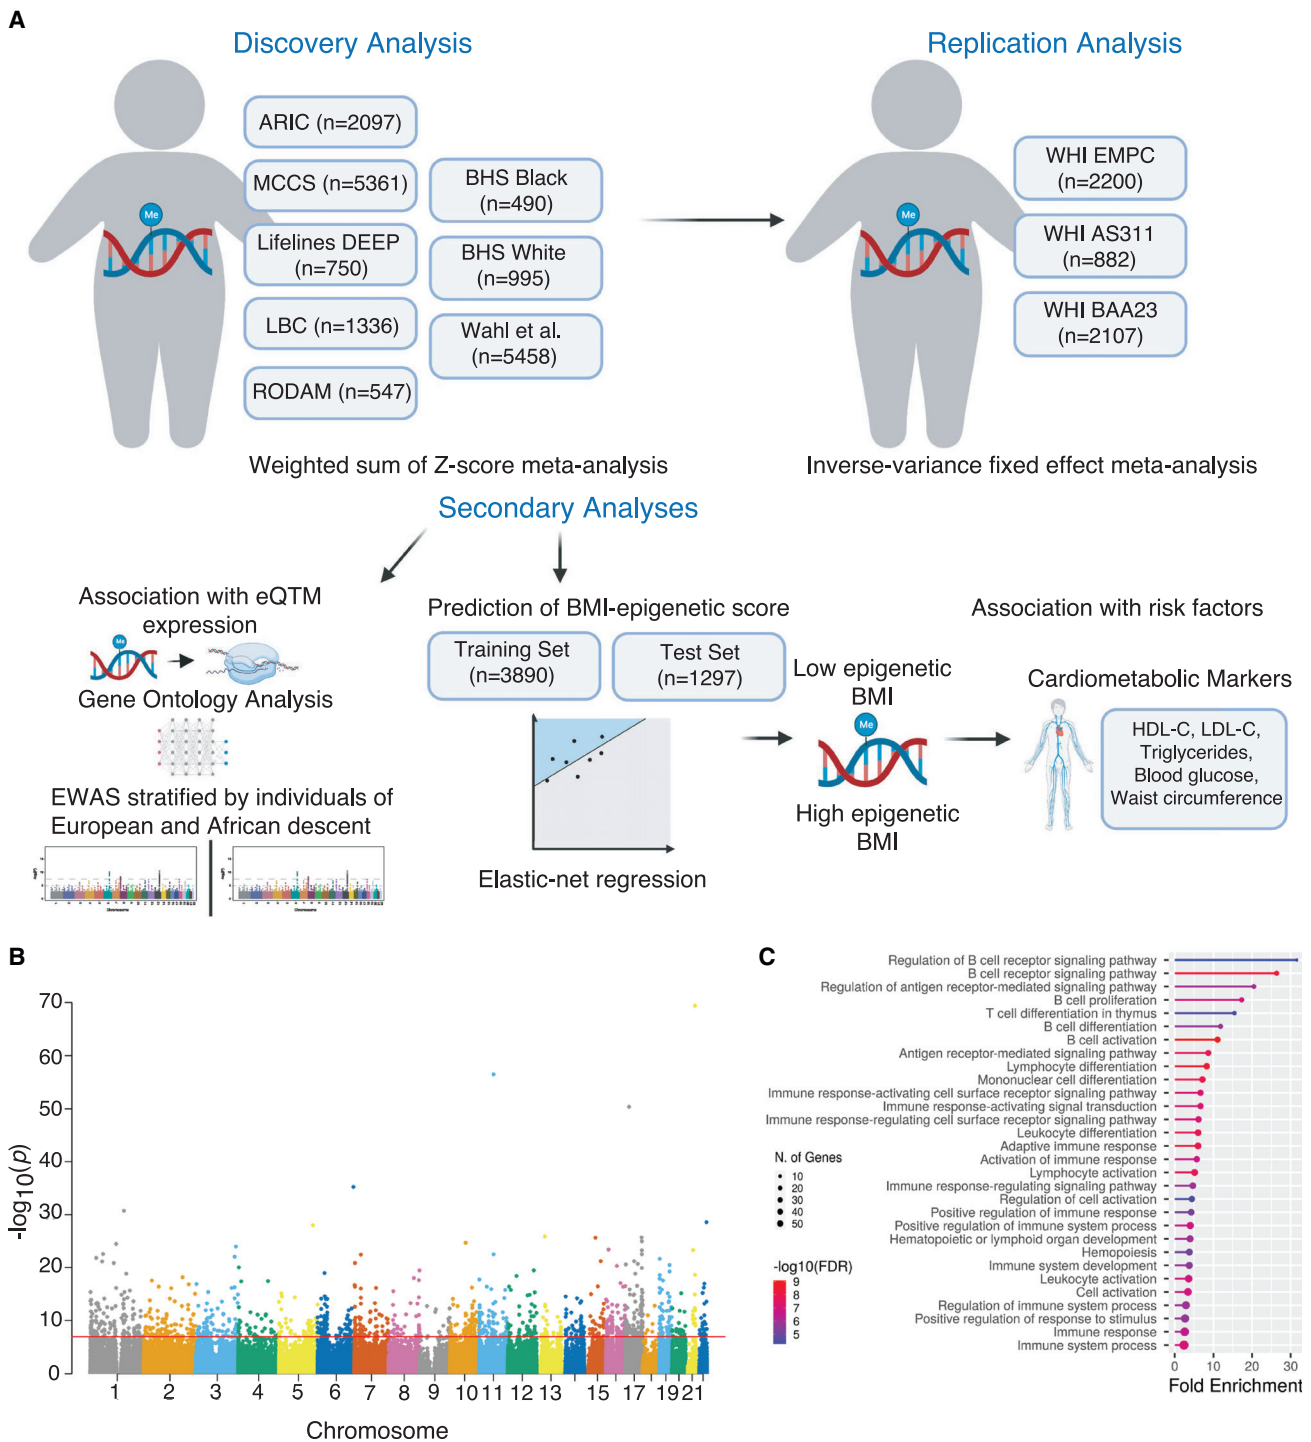 A
Discovery Analysis
Replication Analysis
ARIC (n=2097)
MCCS (n=5361)
Lifelines DEEP
(n=750)
LBC (n=1336)
RODAM (n=547)
BHS Black
(n=490)
BHS White
(n=995)
Wahl et al.
(n=5458)
Me
WHI EMPC
(n=2200)
WHI AS311
(n=882)
WHI BAA23
(n=2107)
Me
Weighted sum of Z-score meta-analysis
Inverse-variance fixed effect meta-analysis
Secondary Analyses
Association with eQTM
expression
Me
Gene Ontology Analysis
EWAS stratified by individuals of
European and African descent
Chromosome
Chromosome
Prediction of BMI-epigenetic score
Training Set
(n=3890)
Test Set
(n=1297)
Elastic-net regression
Low epigenetic
BMI
Me
High epigenetic
BMI
Association with risk factors
Cardiometabolic Markers
HDL-C, LDL-C,
Triglycerides,
Blood glucose,
Waist circumference
B
-log10(p)
70
60
50
40
30
20
10
0
1 2 3 4 5 6 7 8 9 10 11 12 13 15 17 19 21
Chromosome
C
Regulation of B cell receptor signaling pathway
B cell receptor signaling pathway
Regulation of antigen receptor-mediated signaling pathway
B cell proliferation
T cell differentiation in thymus
B cell differentiation
B cell activation
Antigen receptor-mediated signaling pathway
Lymphocyte differentiation
Mononuclear cell differentiation
Immune response-activating cell surface receptor signaling pathway
Immune response-activating signal transduction
Immune response-regulating cell surface receptor signaling pathway
Leukocyte differentiation
Adaptive immune response
Activation of immune response
Lymphocyte activation
Immune response-regulating signaling pathway
Regulation of cell activation
Positive regulation of immune response
Positive regulation of immune system process
Hematopoietic or lymphoid organ development
Hemopoiesis
Immune system development
Leukocyte activation
Cell activation
Regulation of immune system process
Positive regulation of response to stimulus
Immune response
Immune system process
0 10 20 30
Fold Enrichment
N. of Genes
10
20
30
40
50
-log10(FDR)
9
8
7
6
5